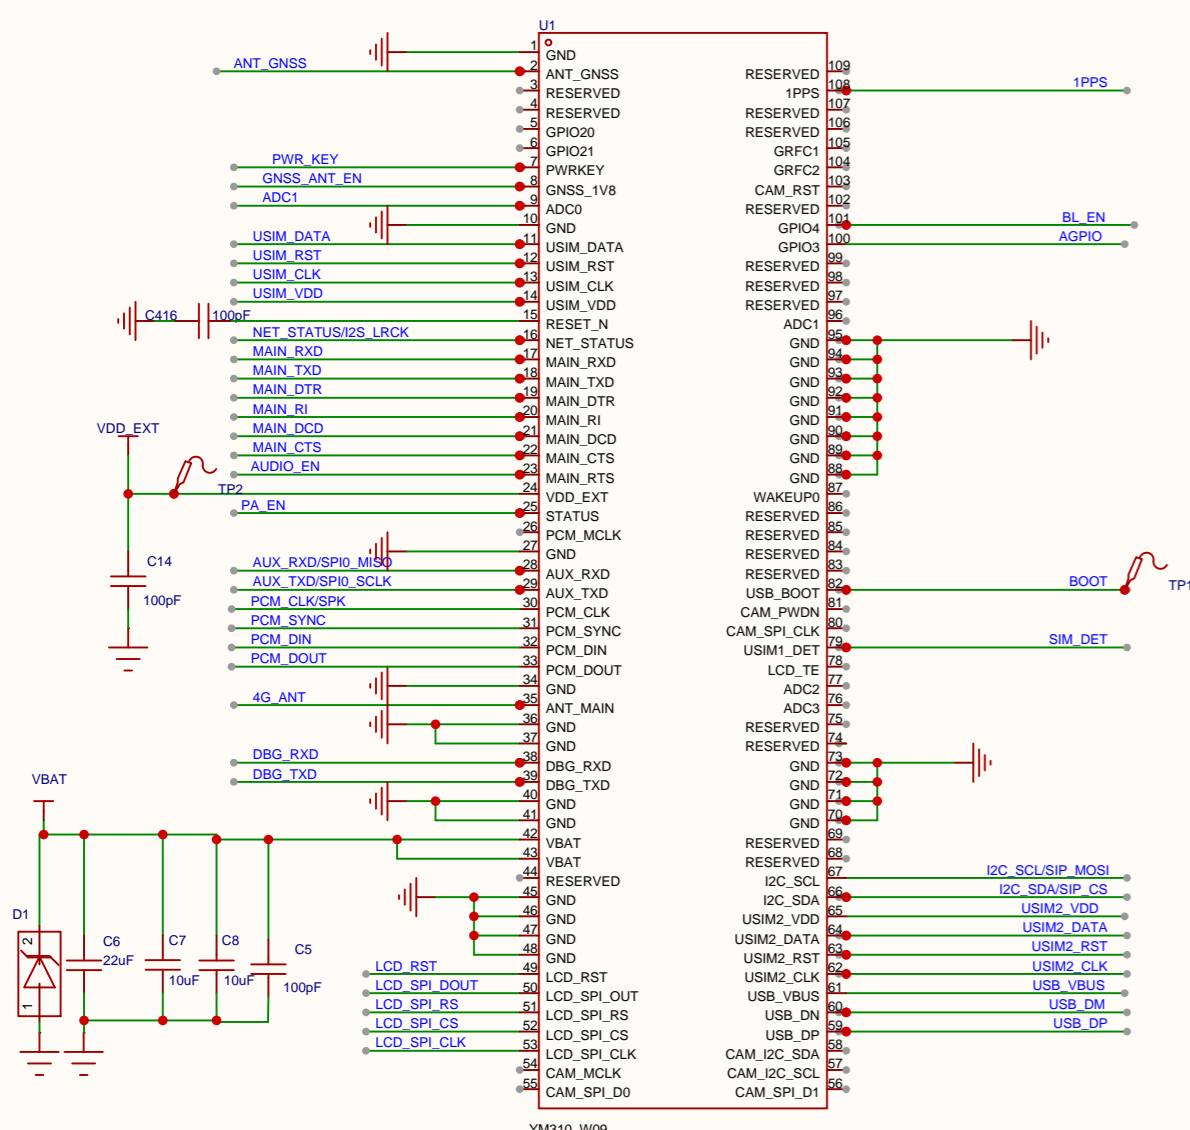 U1
1 GND
ANT_GNSS 2 ANT_GNSS RESERVED 109
3 RESERVED 1PPS 108 1PPS
4 RESERVED RESERVED 107
5 GPIO20 RESERVED 106
6 GPIO21 GRFC1 105
PWR_KEY 7 PWRKEY GRFC2 104
GNSS_ANT_EN 8 GNSS_1V8 CAM_RST 103
ADC1 9 ADC0 RESERVED 102
10 GND GPIO4 101 BL_EN
USIM_DATA 11 USIM_DATA GPIO3 100 AGPIO
USIM_RST 12 USIM_RST RESERVED 99
USIM_CLK 13 USIM_CLK RESERVED 98
USIM_VDD 14 USIM_VDD RESERVED 97
C416 100pF 15 RESET_N ADC1 96
NET_STATUS/I2S_LRCK 16 NET_STATUS GND 95
MAIN_RXD 17 MAIN_RXD GND 94
MAIN_TXD 18 MAIN_TXD GND 93
MAIN_DTR 19 MAIN_DTR GND 92
MAIN_RI 20 MAIN_RI GND 91
VDD_EXT MAIN_DCD 21 MAIN_DCD GND 90
MAIN_CTS 22 MAIN_CTS GND 89
AUDIO_EN 23 MAIN_RTS GND 88
TP2 24 VDD_EXT WAKEUP0 87
PA_EN 25 STATUS RESERVED 86
26 PCM_MCLK RESERVED 85
27 GND RESERVED 84
C14 AUX_RXD/SPI0_MISO 28 AUX_RXD RESERVED 83
AUX_TXD/SPI0_SCLK 29 AUX_TXD USB_BOOT 82 BOOT TP1
100pF PCM_CLK/SPK 30 PCM_CLK CAM_PWDN 81
PCM_SYNC 31 PCM_SYNC CAM_SPI_CLK 80
PCM_DIN 32 PCM_DIN USIM1_DET 79 SIM_DET
PCM_DOUT 33 PCM_DOUT LCD_TE 78
34 GND ADC2 77
4G_ANT 35 ANT_MAIN ADC3 76
36 GND RESERVED 75
37 GND RESERVED 74
DBG_RXD 38 DBG_RXD GND 73
VBAT DBG_TXD 39 DBG_TXD GND 72
40 GND GND 71
41 GND GND 70
42 VBAT RESERVED 69
43 VBAT RESERVED 68
44 RESERVED I2C_SCL 67 I2C_SCL/SIP_MOSI
45 GND I2C_SDA 66 I2C_SDA/SIP_CS
D1 46 GND USIM2_VDD 65 USIM2_VDD
2 C6 C7 C8 47 GND USIM2_DATA 64 USIM2_DATA
22uF C5 48 GND USIM2_RST 63 USIM2_RST
10uF 10uF LCD_RST 49 LCD_RST USIM2_CLK 62 USIM2_CLK
100pF LCD_SPI_DOUT 50 LCD_SPI_OUT USB_VBUS 61 USB_VBUS
1 LCD_SPI_RS 51 LCD_SPI_RS USB_DN 60 USB_DM
LCD_SPI_CS 52 LCD_SPI_CS USB_DP 59 USB_DP
LCD_SPI_CLK 53 LCD_SPI_CLK CAM_I2C_SDA 58
54 CAM_MCLK CAM_I2C_SCL 57
55 CAM_SPI_D0 CAM_SPI_D1 56
YM310_W09